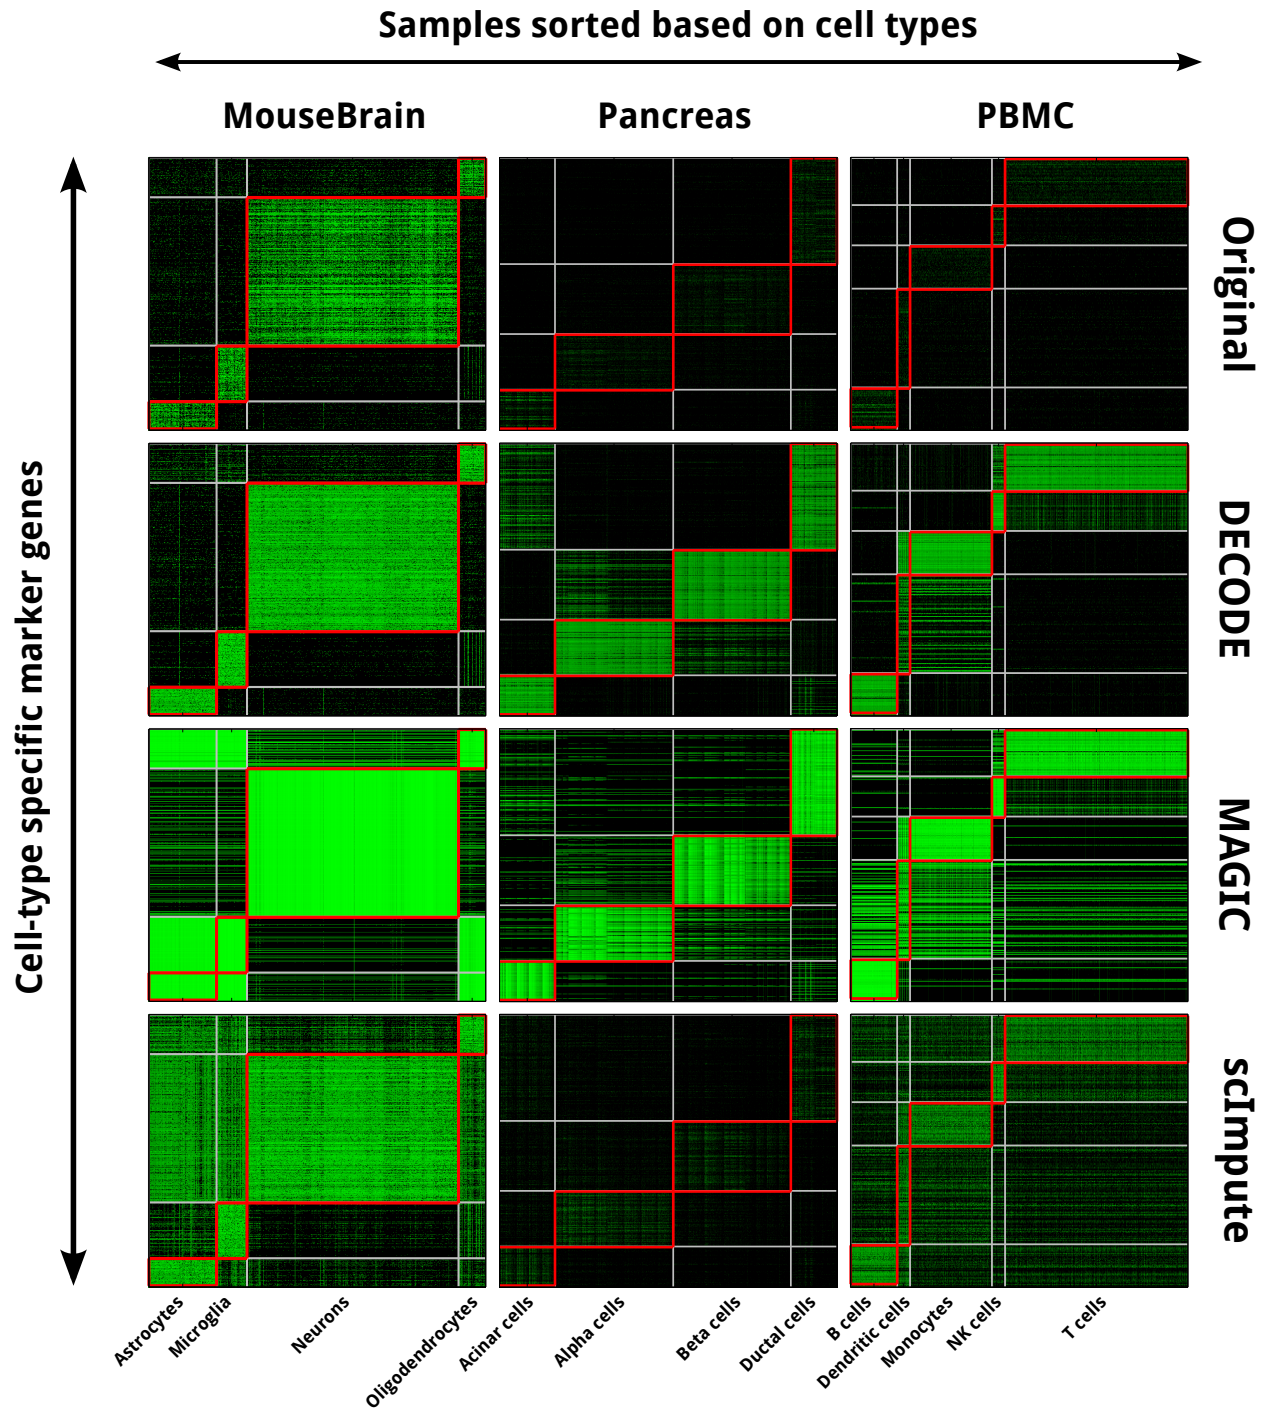 Samples sorted based on cell types
MouseBrain
Pancreas
PBMC
Cell-type specific marker genes
Original
DECODE
MAGIC
scImpute
Astrocytes
Microglia
Neurons
Oligodendrocytes
Acinar cells
Alpha cells
Beta cells
Ductal cells
B cells
Dendritic cells
Monocytes
NK cells
T cells